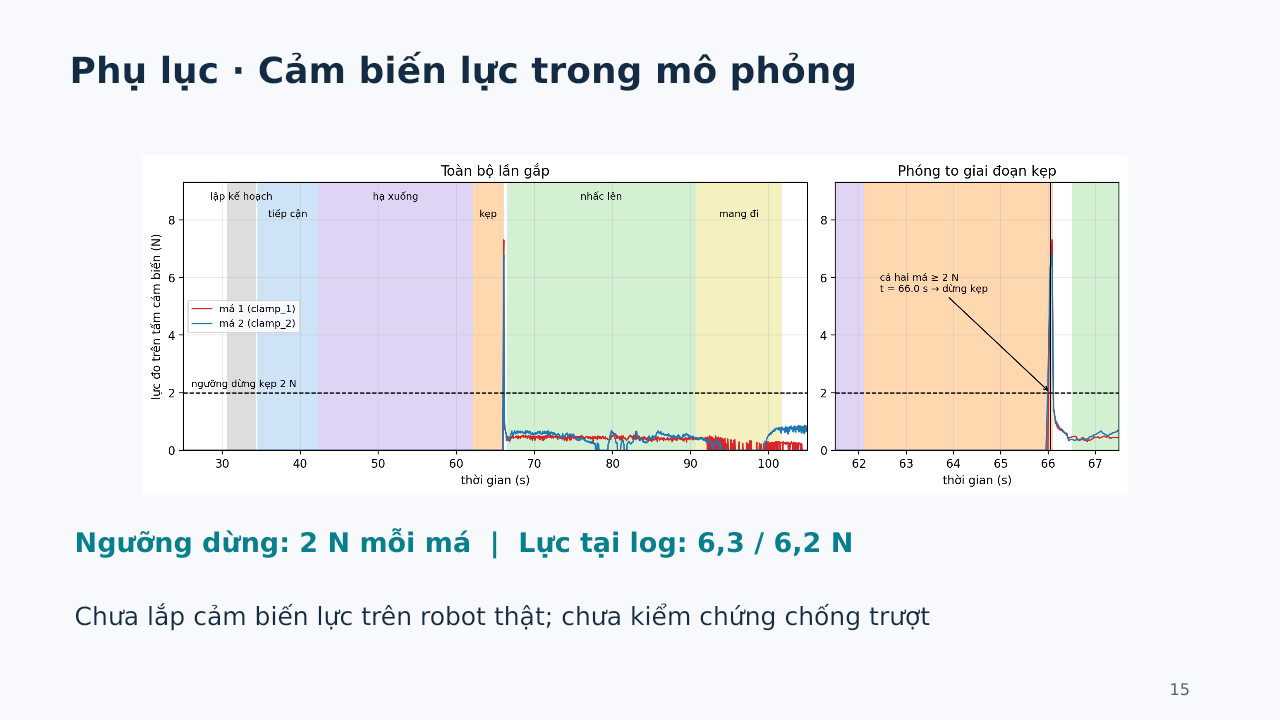 Phụ lục · Cảm biến lực trong mô phỏng
Toàn bộ lần gắp
lập kế hoạch
tiếp cận
hạ xuống
kẹp
nhấc lên
mang đi
lực đo trên tấm cảm biến (N)
8
6
4
2
0
má 1 (clamp_1)
má 2 (clamp_2)
ngưỡng dừng kẹp 2 N
30 40 50 60 70 80 90 100
thời gian (s)
Phóng to giai đoạn kẹp
8
6
4
2
0
cả hai má ≥ 2 N
t = 66.0 s → dừng kẹp
62 63 64 65 66 67
thời gian (s)
Ngưỡng dừng: 2 N mỗi má | Lực tại log: 6,3 / 6,2 N
Chưa lắp cảm biến lực trên robot thật; chưa kiểm chứng chống trượt
15